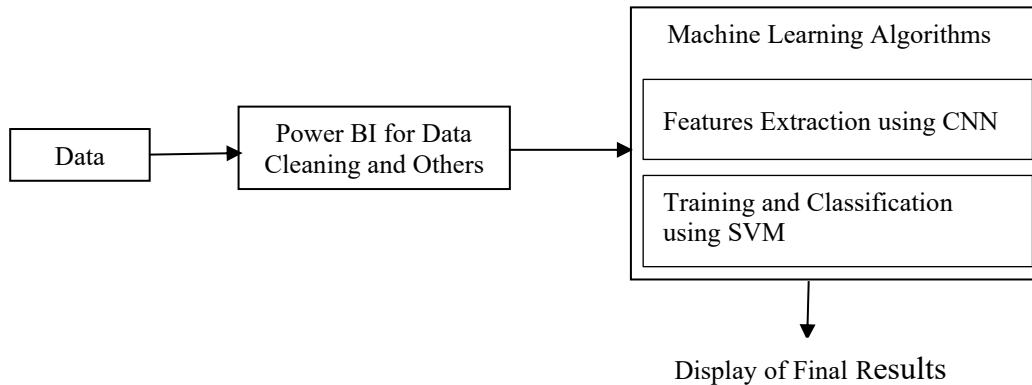 Data
Power BI for Data
Cleaning and Others
Machine Learning Algorithms
Features Extraction using CNN
Training and Classification
using SVM
Display of Final Results